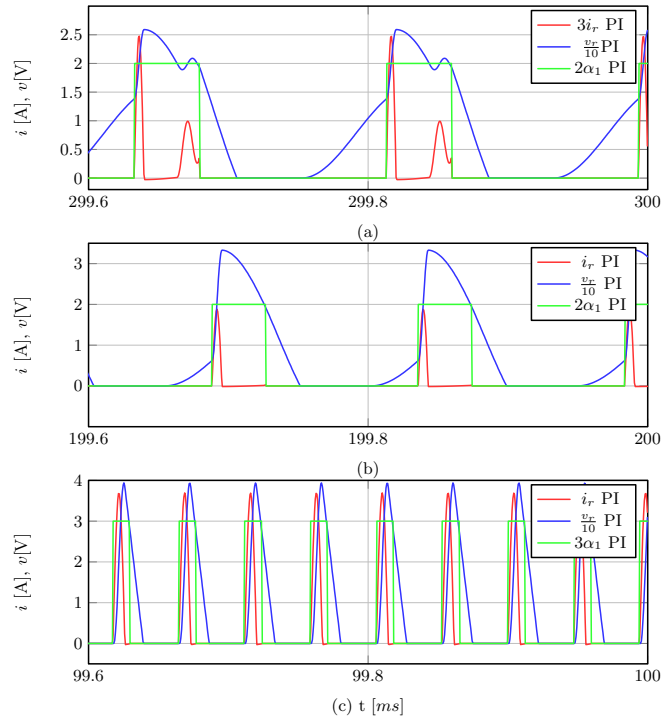 3i_r PI
v_r/10 PI
2α_1 PI
i [A], v[V]
2.5
2
1.5
1
0.5
0
299.6 299.8 300
(a)
i_r PI
v_r/10 PI
2α_1 PI
i [A], v[V]
3
2
1
0
199.6 199.8 200
(b)
i_r PI
v_r/10 PI
3α_1 PI
i [A], v[V]
4
3
2
1
0
99.6 99.8 100
(c) t [ms]